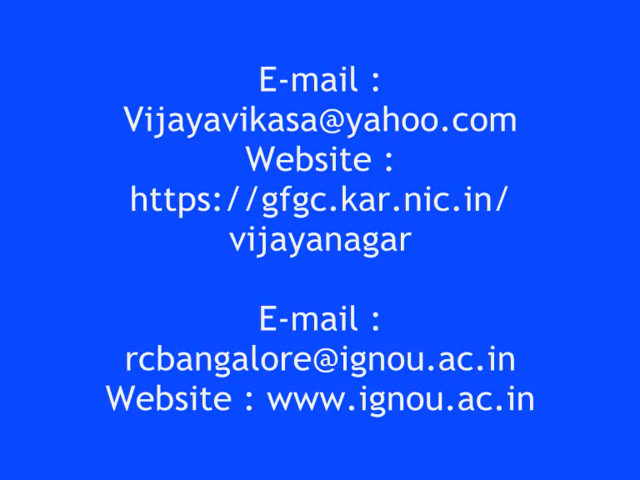 E-mail :
Vijayavikasa@yahoo.com
Website :
https://gfgc.kar.nic.in/
vijayanagar
E-mail :
rcbangalore@ignou.ac.in
Website : www.ignou.ac.in